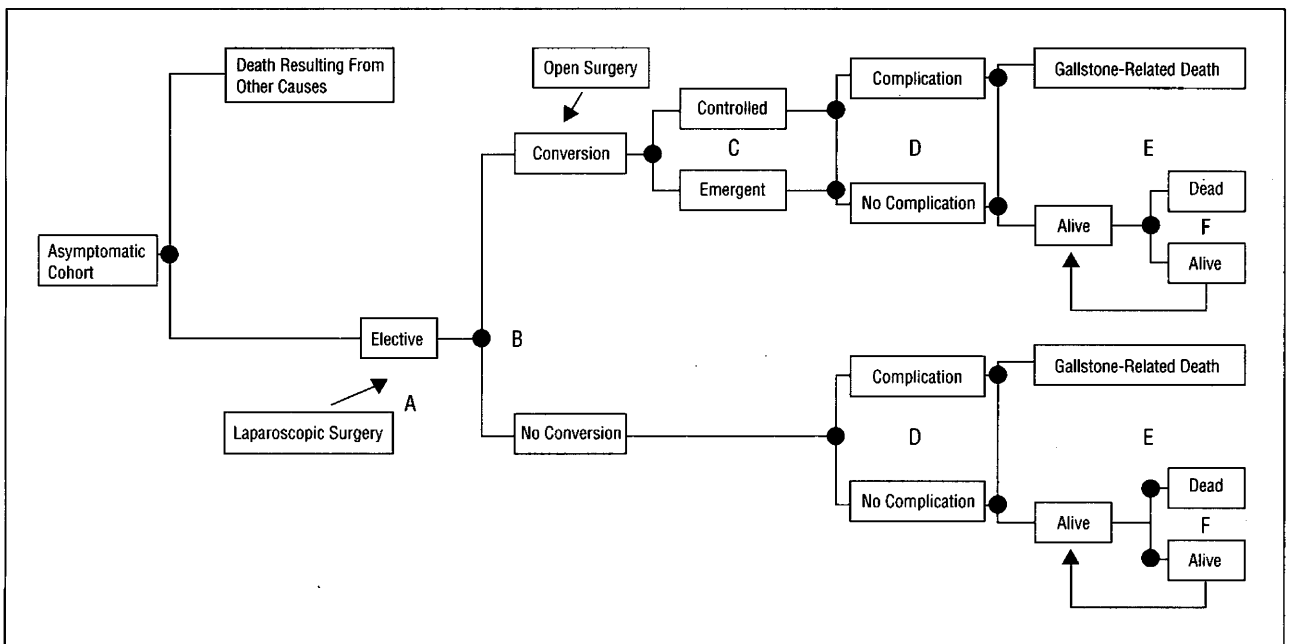 Death Resulting From
Other Causes
Open Surgery
Complication
Gallstone-Related Death
Controlled
Conversion
C
D
E
Emergent
Dead
No Complication
Alive
F
Asymptomatic
Cohort
Alive
Elective
B
Complication
Gallstone-Related Death
A
Laparoscopic Surgery
No Conversion
D
E
Dead
No Complication
Alive
F
Alive